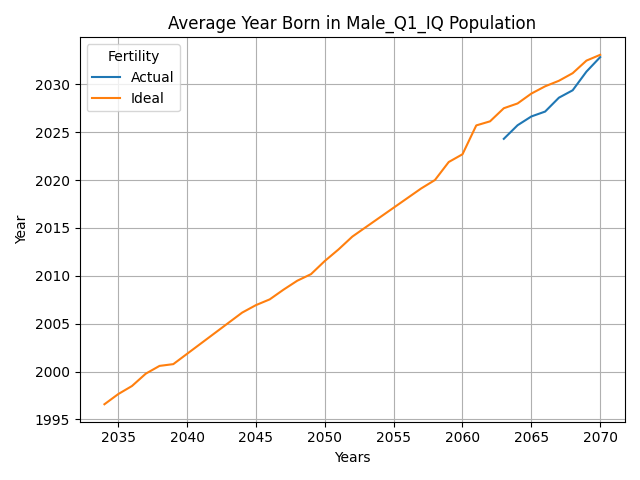 Average Year Born in Male_Q1_IQ Population
Fertility
Actual
Ideal
Year
2030
2025
2020
2015
2010
2005
2000
1995
2035 2040 2045 2050 2055 2060 2065 2070
Years